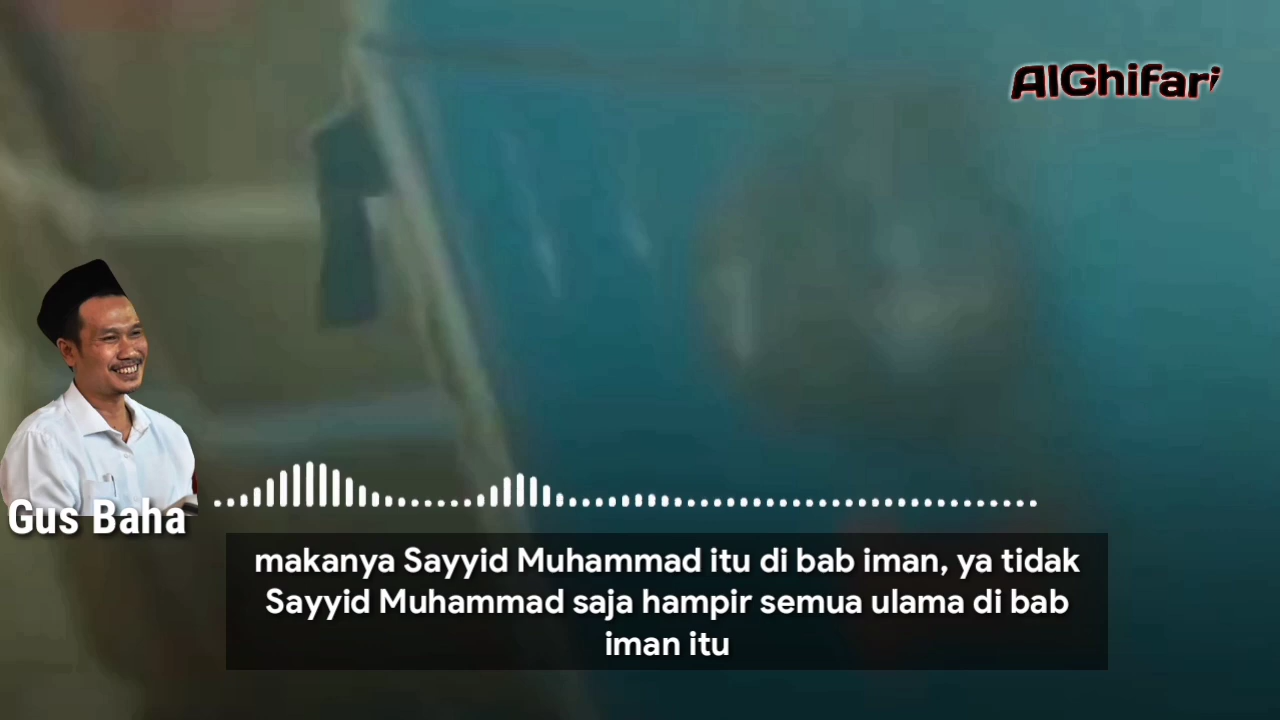 AlGhifari
Gus Baha
makanya Sayyid Muhammad itu di bab iman, ya tidak
Sayyid Muhammad saja hampir semua ulama di bab
iman itu